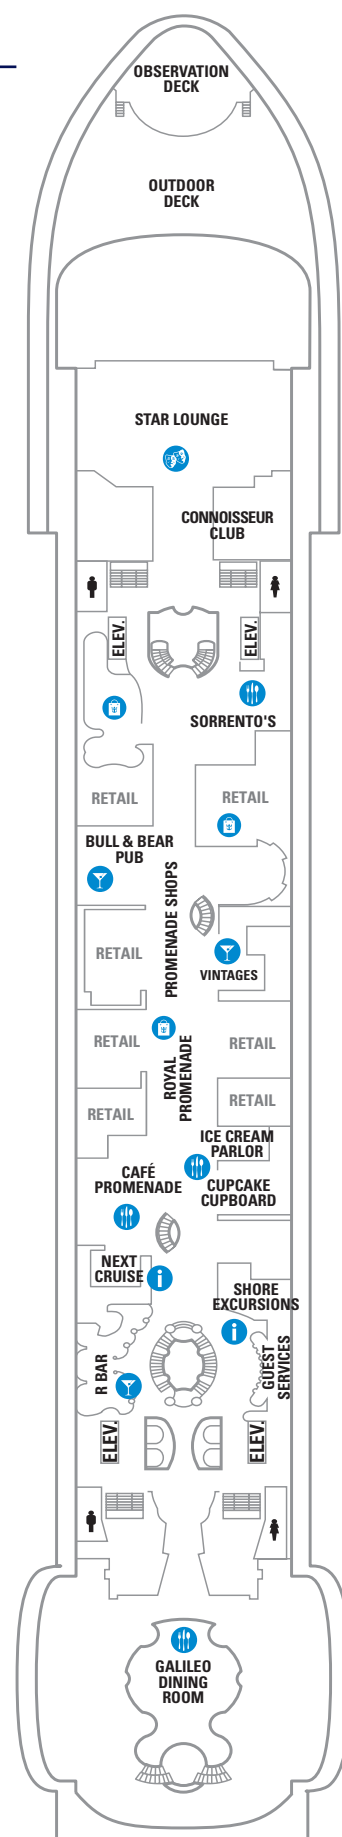 OBSERVATION
DECK
OUTDOOR
DECK
STAR LOUNGE
CONNOISSEUR
CLUB
ELEV.
ELEV.
SORRENTO'S
RETAIL
RETAIL
BULL & BEAR
PUB
PROMENADE SHOPS
RETAIL
VINTAGES
ROYAL
PROMENADE
RETAIL
RETAIL
RETAIL
RETAIL
ICE CREAM
PARLOR
CAFÉ
PROMENADE
CUPCAKE
CUPBOARD
NEXT
CRUISE
i
SHORE
EXCURSIONS
i
GUEST
SERVICES
R BAR
ELEV.
ELEV.
GALILEO
DINING
ROOM